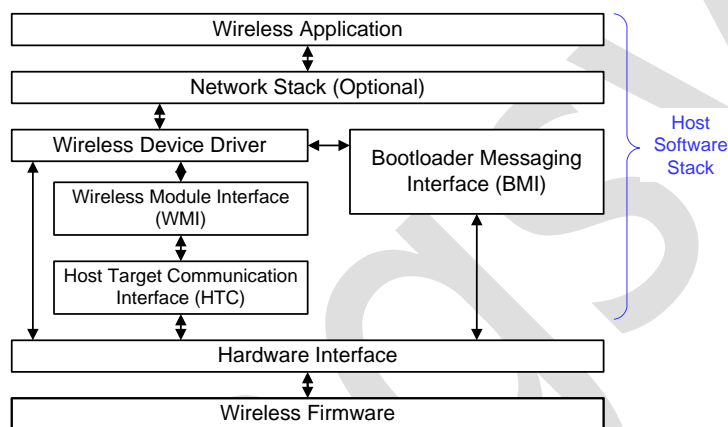 Wireless Application
Network Stack (Optional)
Wireless Device Driver
Bootloader Messaging
Interface (BMI)
Host
Software
Stack
Wireless Module Interface
(WMI)
Host Target Communication
Interface (HTC)
Hardware Interface
Wireless Firmware